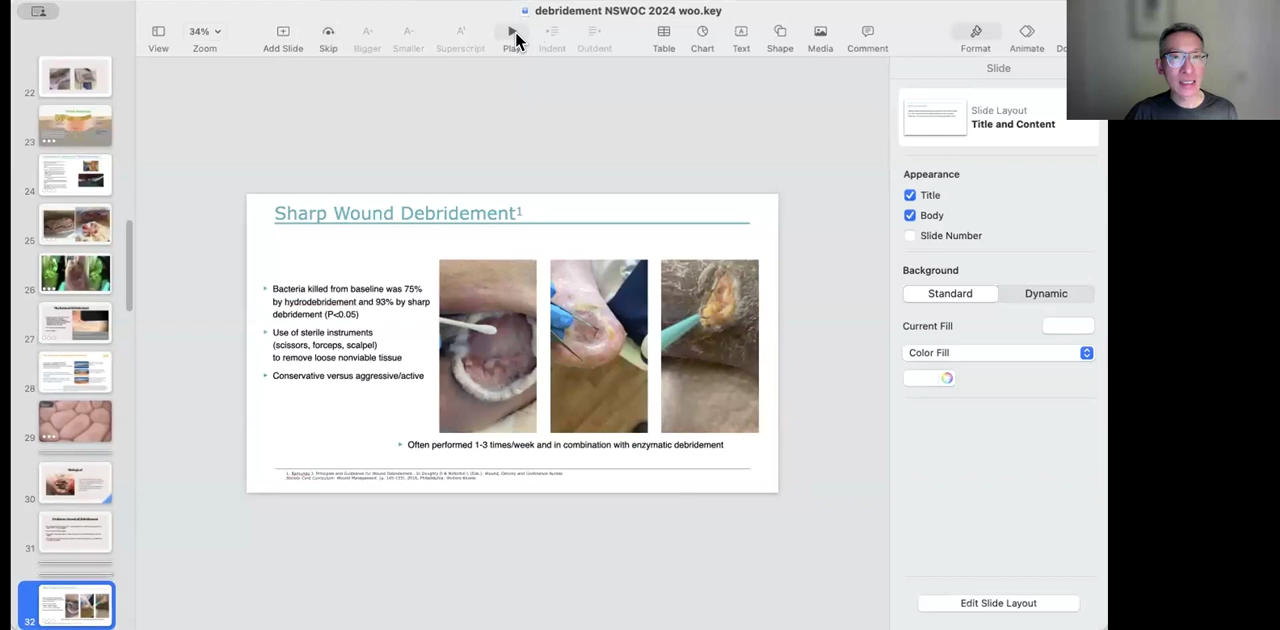 debridement NSWOC 2024 woo.key
34%
View
Zoom
Add Slide
Skip
Bigger
Smaller
Superscript
Play
Indent
Outdent
Table
Chart
Text
Shape
Media
Comment
Format
Animate
Slide
Slide Layout
Title and Content
Appearance
Title
Body
Slide Number
Background
Standard
Dynamic
Current Fill
Color Fill
Edit Slide Layout
22
23
24
25
26
27
28
29
30
31
32
Sharp Wound Debridement¹
Bacteria killed from baseline was 75%
by hydrodebridement and 93% by sharp
debridement (P<0.05)
Use of sterile instruments
(scissors, forceps, scalpel)
to remove loose nonviable tissue
Conservative versus aggressive/active
Often performed 1-3 times/week and in combination with enzymatic debridement